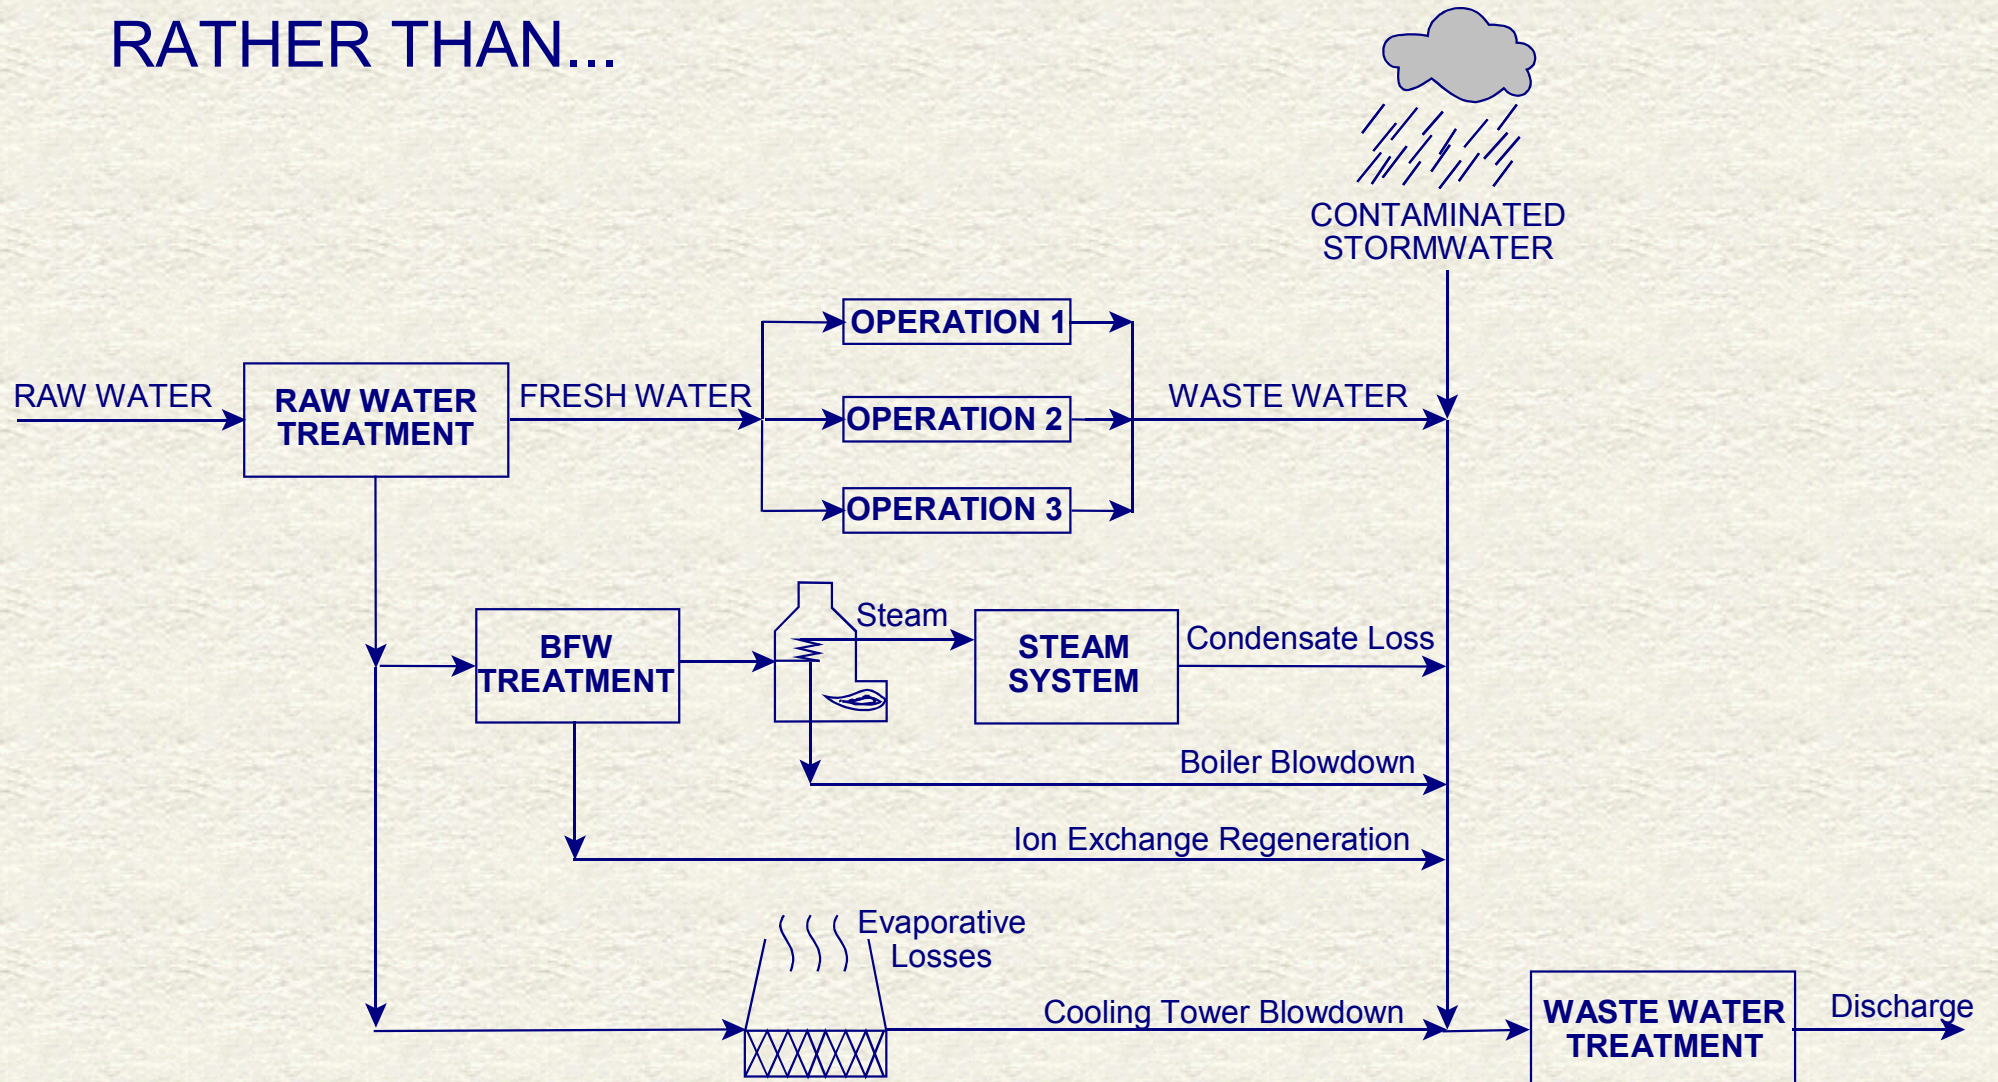 RATHER THAN...
CONTAMINATED
STORMWATER
OPERATION 1
RAW WATER
RAW WATER
TREATMENT
FRESH WATER
OPERATION 2
WASTE WATER
OPERATION 3
BFW
TREATMENT
Steam
STEAM
SYSTEM
Condensate Loss
Boiler Blowdown
Ion Exchange Regeneration
Evaporative
Losses
Cooling Tower Blowdown
WASTE WATER
TREATMENT
Discharge